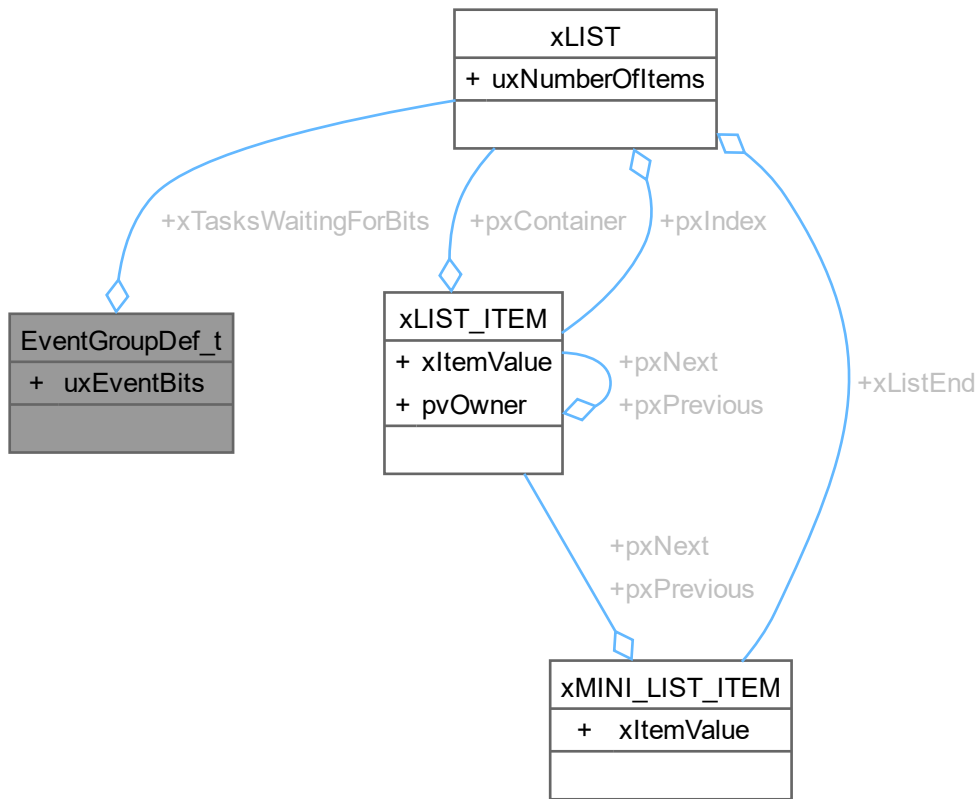 xLIST
+ uxNumberOfItems
+xTasksWaitingForBits
+pxContainer
+pxIndex
EventGroupDef_t
+ uxEventBits
xLIST_ITEM
+ xItemValue
+ pvOwner
+pxNext
+pxPrevious
+xListEnd
+pxNext
+pxPrevious
xMINI_LIST_ITEM
+ xItemValue